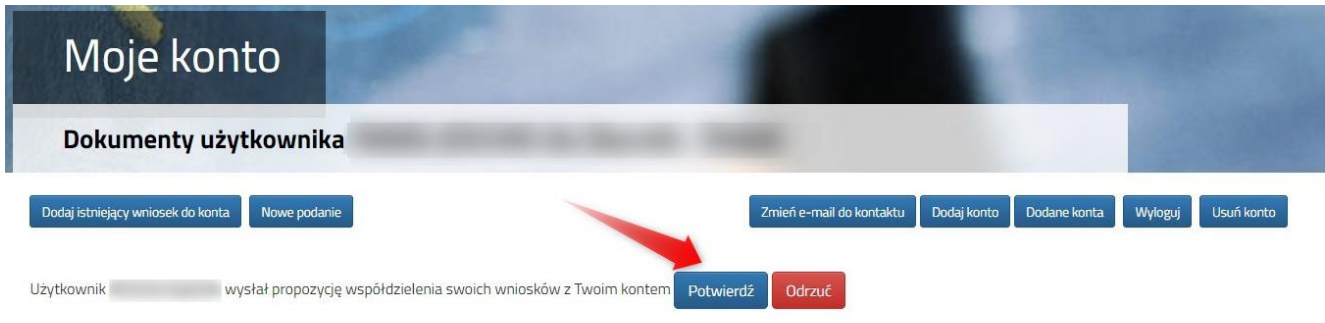 Moje konto
Dokumenty użytkownika
Dodaj istniejący wniosek do konta Nowe podanie Zmień e-mail do kontaktu Dodaj konto Dodane konta Wyloguj Usuń konto
Użytkownik wysłał propozycję współdzielenia swoich wniosków z Twoim kontem Potwierdź Odrzuć